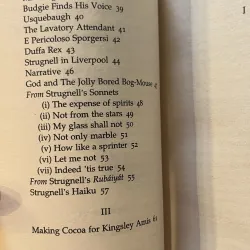 Budgie Finds His Voice 39
Usquebaugh 40
The Lavatory Attendant 41
E Pericoloso Sporgersi 42
Duffa Rex 43
Strugnell in Liverpool 44
Narrative 46
God and The Jolly Bored Bog-Mouse
From Strugnell's Sonnets
(i) The expense of spirits 48
(ii) Not from the stars 49
(iii) My glass shall not 50
(iv) Not only marble 51
(v) How like a sprinter 52
(vi) Let me not 53
(vii) Indeed 'tis true 54
From Strugnell's Rubáiyát 55
Strugnell's Haiku 57
III
Making Cocoa for Kingsley Amis 61
I